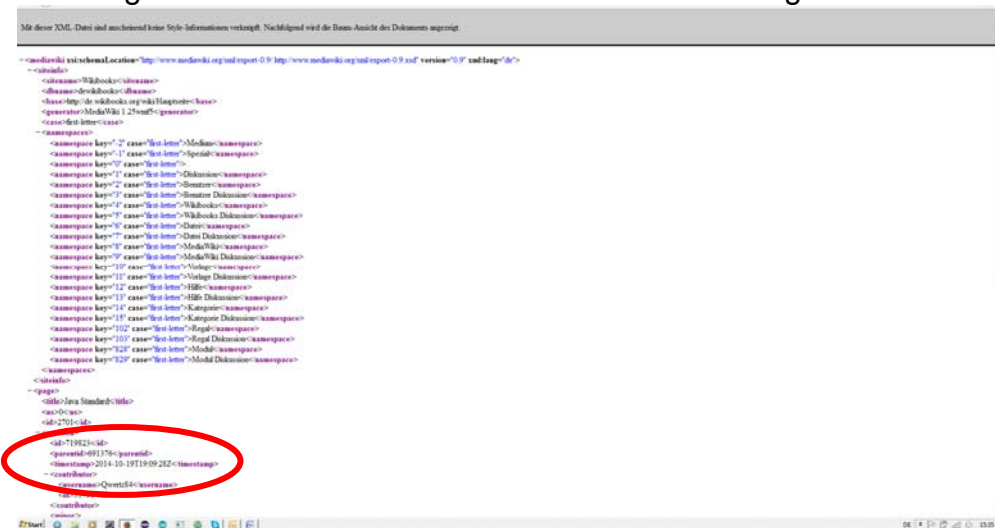 Mit dieser XML-Datei sind anscheinend keine Style-Informationen verknüpft. Nachfolgend wird die Baum-Ansicht des Dokuments angezeigt.
-<mediawiki xsi:schemaLocation="http://www.mediawiki.org/xml/export-0.9/ http://www.mediawiki.org/xml/export-0.9.xsd" version="0.9" xml:lang="de">
-<siteinfo>
<sitename>Wikibooks</sitename>
<dbname>dewikibooks</dbname>
<base>http://de.wikibooks.org/wiki/Hauptseite</base>
<generator>MediaWiki 1.25wmf5</generator>
<case>first-letter</case>
-<namespaces>
<namespace key="-2" case="first-letter">Medium</namespace>
<namespace key="-1" case="first-letter">Spezial</namespace>
<namespace key="0" case="first-letter">
<namespace key="1" case="first-letter">Diskussion</namespace>
<namespace key="2" case="first-letter">Benutzer</namespace>
<namespace key="3" case="first-letter">Benutzer Diskussion</namespace>
<namespace key="4" case="first-letter">Wikibooks</namespace>
<namespace key="5" case="first-letter">Wikibooks Diskussion</namespace>
<namespace key="6" case="first-letter">Datei</namespace>
<namespace key="7" case="first-letter">Datei Diskussion</namespace>
<namespace key="8" case="first-letter">MediaWiki</namespace>
<namespace key="9" case="first-letter">MediaWiki Diskussion</namespace>
<namespace key="10" case="first-letter">Vorlage</namespace>
<namespace key="11" case="first-letter">Vorlage Diskussion</namespace>
<namespace key="12" case="first-letter">Hilfe</namespace>
<namespace key="13" case="first-letter">Hilfe Diskussion</namespace>
<namespace key="14" case="first-letter">Kategorie</namespace>
<namespace key="15" case="first-letter">Kategorie Diskussion</namespace>
<namespace key="102" case="first-letter">Regal</namespace>
<namespace key="103" case="first-letter">Regal Diskussion</namespace>
<namespace key="828" case="first-letter">Modul</namespace>
<namespace key="829" case="first-letter">Modul Diskussion</namespace>
</namespaces>
</siteinfo>
-<page>
<title>Java Standard</title>
<ns>0</ns>
<id>2701</id>
<id>719823</id>
<parentid>691376</parentid>
<timestamp>2014-10-19T19:09:28Z</timestamp>
-<contributor>
<username>Qwertz84</username>
</contributor>
<minor>
Start
DE
15:35